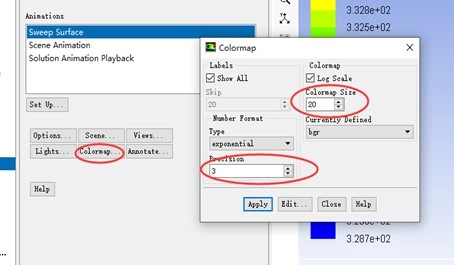 Animations
Sweep Surface
Scene Animation
Solution Animation Playback
Set Up...
Options... Scene... Views...
Lights... Colormap... Annotate...
Help
Colormap
Labels
Show All
Skip
20
Number Format
Type
exponential
Precision
3
Colormap
Log Scale
Colormap Size
20
Currently Defined
bgr
Apply Edit... Close Help
3.328e+02
3.325e+02
3.287e+02